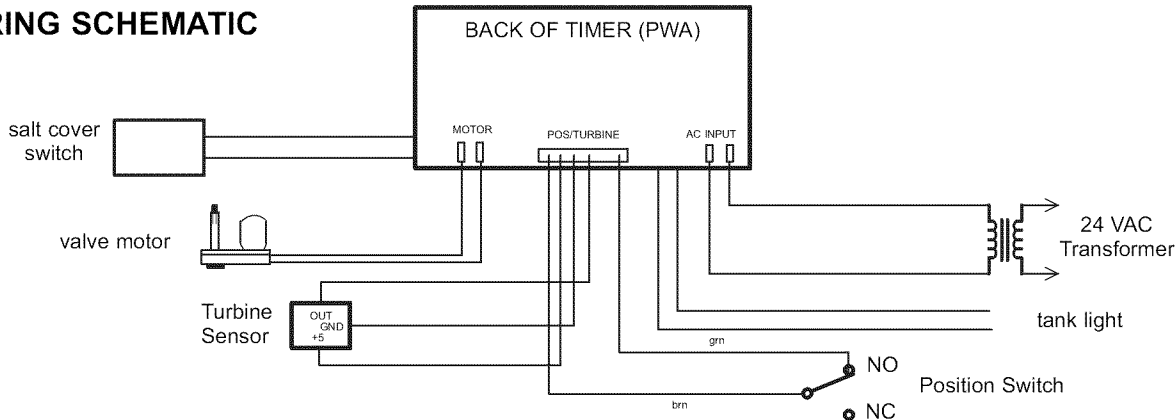 RING SCHEMATIC
BACK OF TIMER (PWA)
salt cover
switch
MOTOR
POS/TURBINE
AC INPUT
valve motor
24 VAC
Transformer
Turbine
Sensor
OUT
GND
+5
tank light
grn
NO
Position Switch
brn
NC